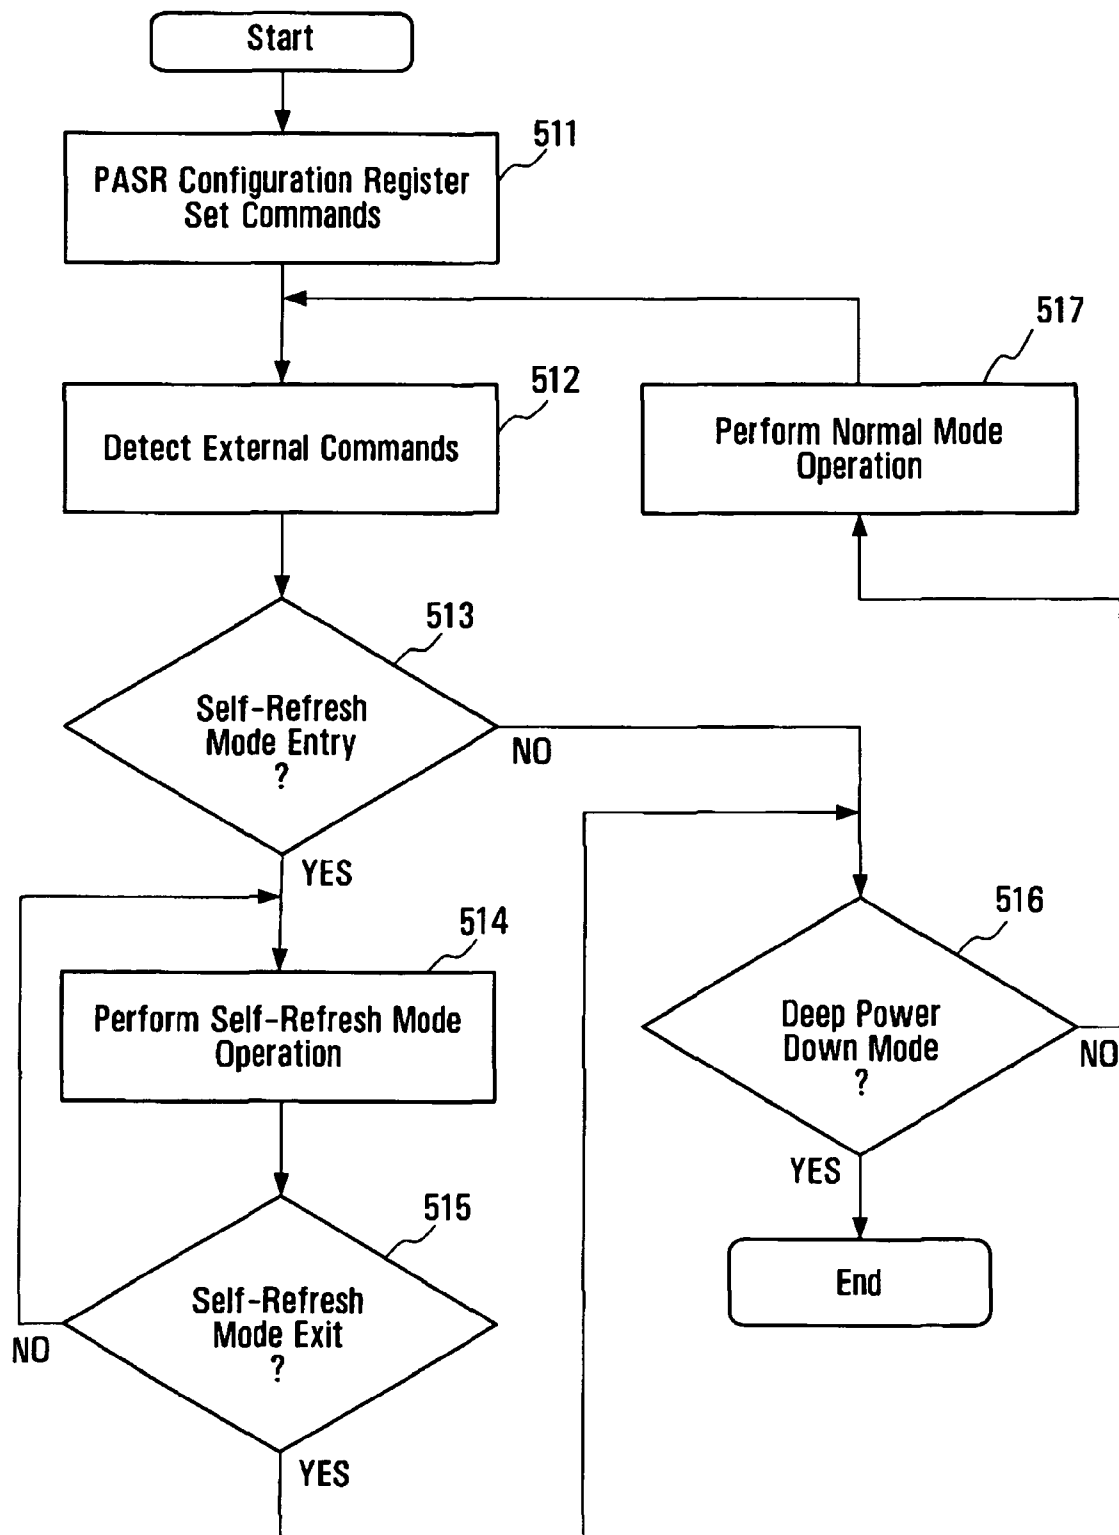 Start
511
PASR Configuration Register
Set Commands
517
512
Detect External Commands
Perform Normal Mode
Operation
513
Self-Refresh
Mode Entry
?
NO
YES
514
Perform Self-Refresh Mode
Operation
516
Deep Power
Down Mode
?
NO
YES
515
Self-Refresh
Mode Exit
?
NO
YES
End